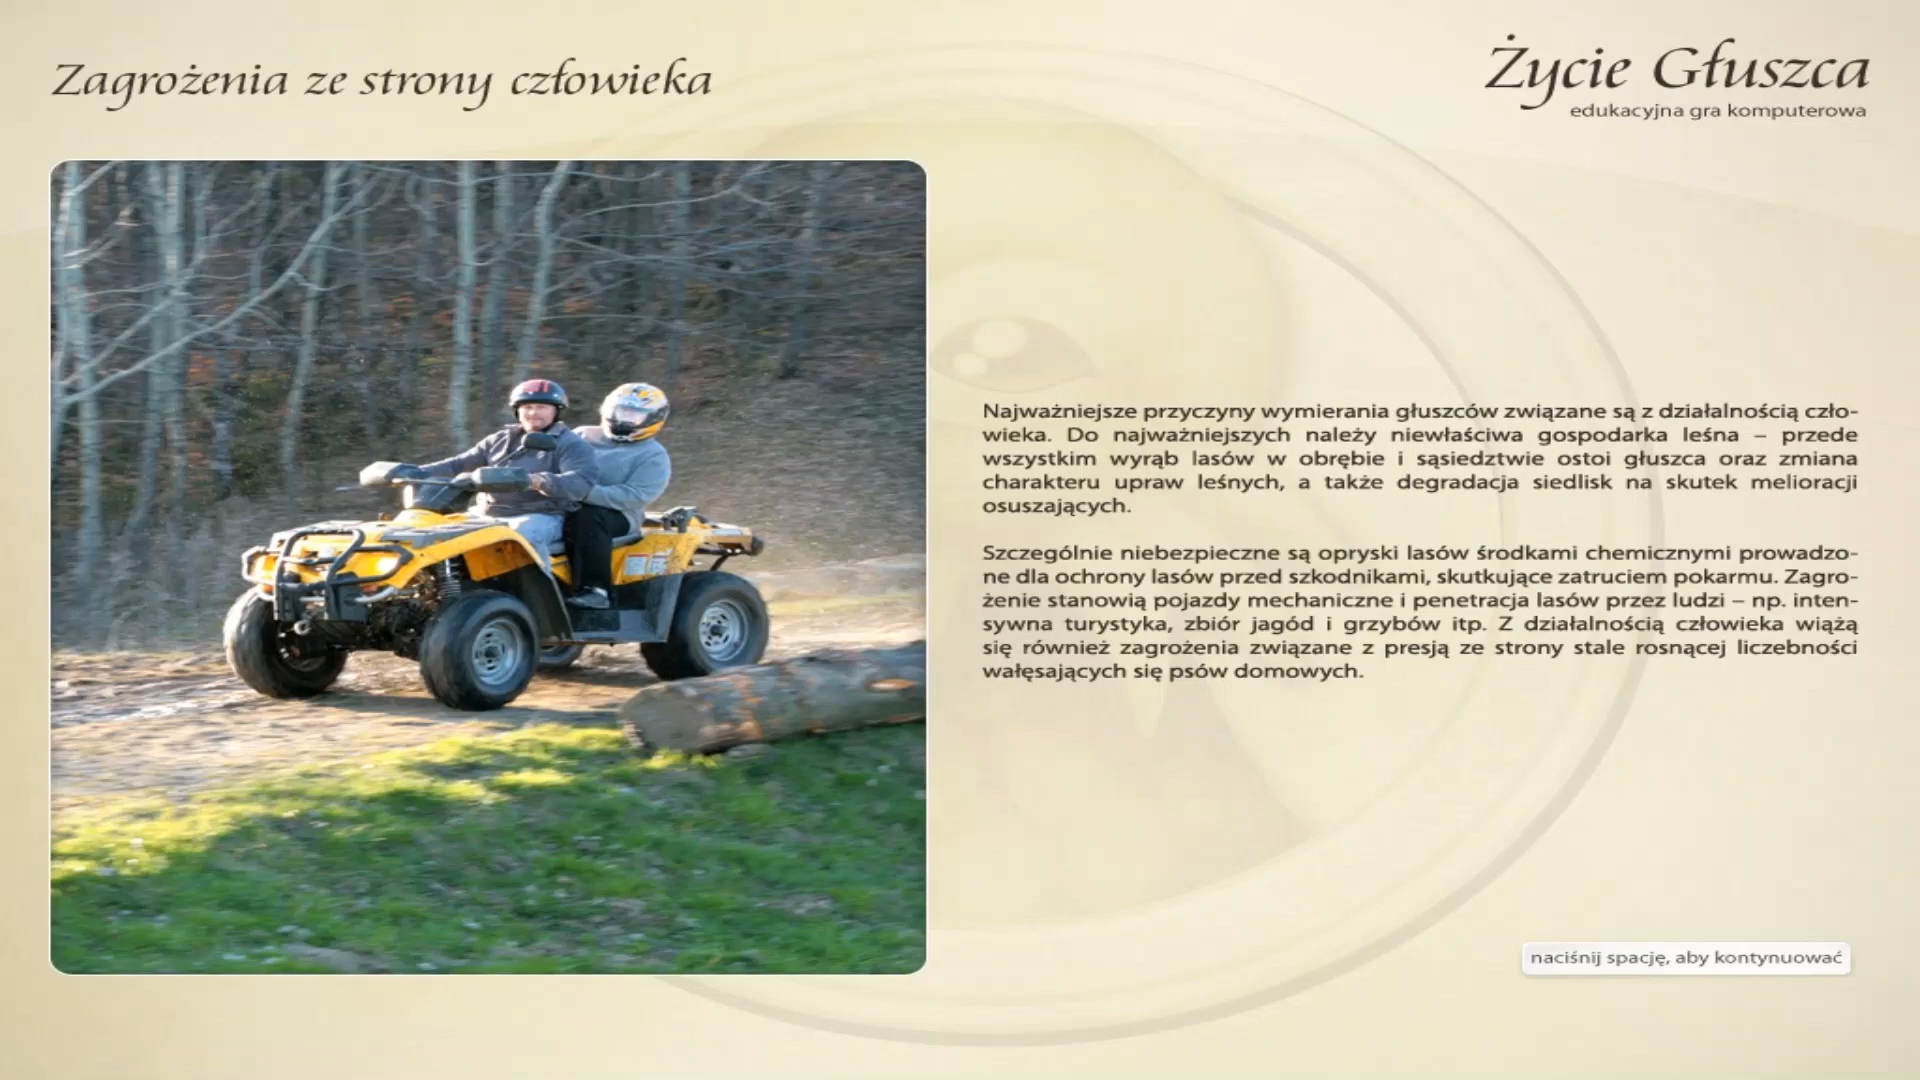 Zagrożenia ze strony człowieka
Życie Głuszca
edukacyjna gra komputerowa
Najważniejsze przyczyny wymierania głuszców związane są z działalnością czło-
wieka. Do najważniejszych należy niewłaściwa gospodarka leśna – przede
wszystkim wyrąb lasów w obrębie i sąsiedztwie ostoi głuszca oraz zmiana
charakteru upraw leśnych, a także degradacja siedlisk na skutek melioracji
osuszających.
Szczególnie niebezpieczne są opryski lasów środkami chemicznymi prowadzo-
ne dla ochrony lasów przed szkodnikami, skutkujące zatruciem pokarmu. Zagro-
żenie stanowią pojazdy mechaniczne i penetracja lasów przez ludzi – np. inten-
sywna turystyka, zbiór jagód i grzybów itp. Z działalnością człowieka wiążą
się również zagrożenia związane z presją ze strony stale rosnącej liczebności
wałęsających się psów domowych.
naciśnij spację, aby kontynuować